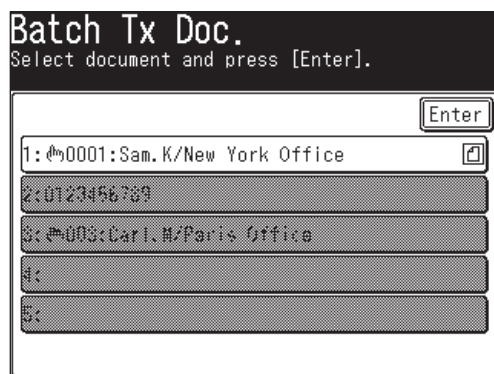 Batch Tx Doc.
Select document and press [Enter].
Enter
1:0001:Sam.K/New York Office
2:0123456789
3:003:Carl.M/Paris Office
4:
5: